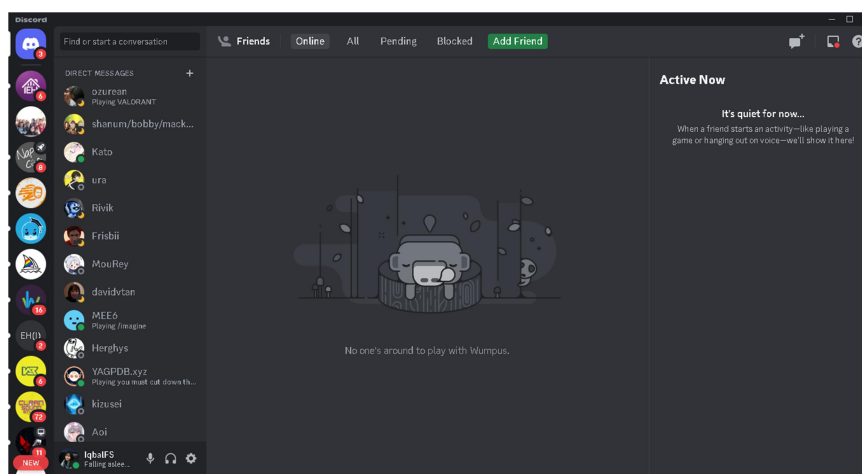 Discord
Find or start a conversation
Friends
Online
All
Pending
Blocked
Add Friend
3
DIRECT MESSAGES
ozurean
Playing VALORANT
shanum/bobby/mack...
Kato
ura
Rivik
Frisbii
MouRey
davidvtan
MEE6
Playing /imagine
Herghys
YAGPDB.xyz
Playing you must cut down th...
kizusei
Aoi
IqbalFS
Falling aslee...
6
8
16
EH(I)
2
6
72
11
NEW
No one's around to play with Wumpus.
Active Now
It's quiet for now...
When a friend starts an activity—like playing a
game or hanging out on voice—we'll show it here!